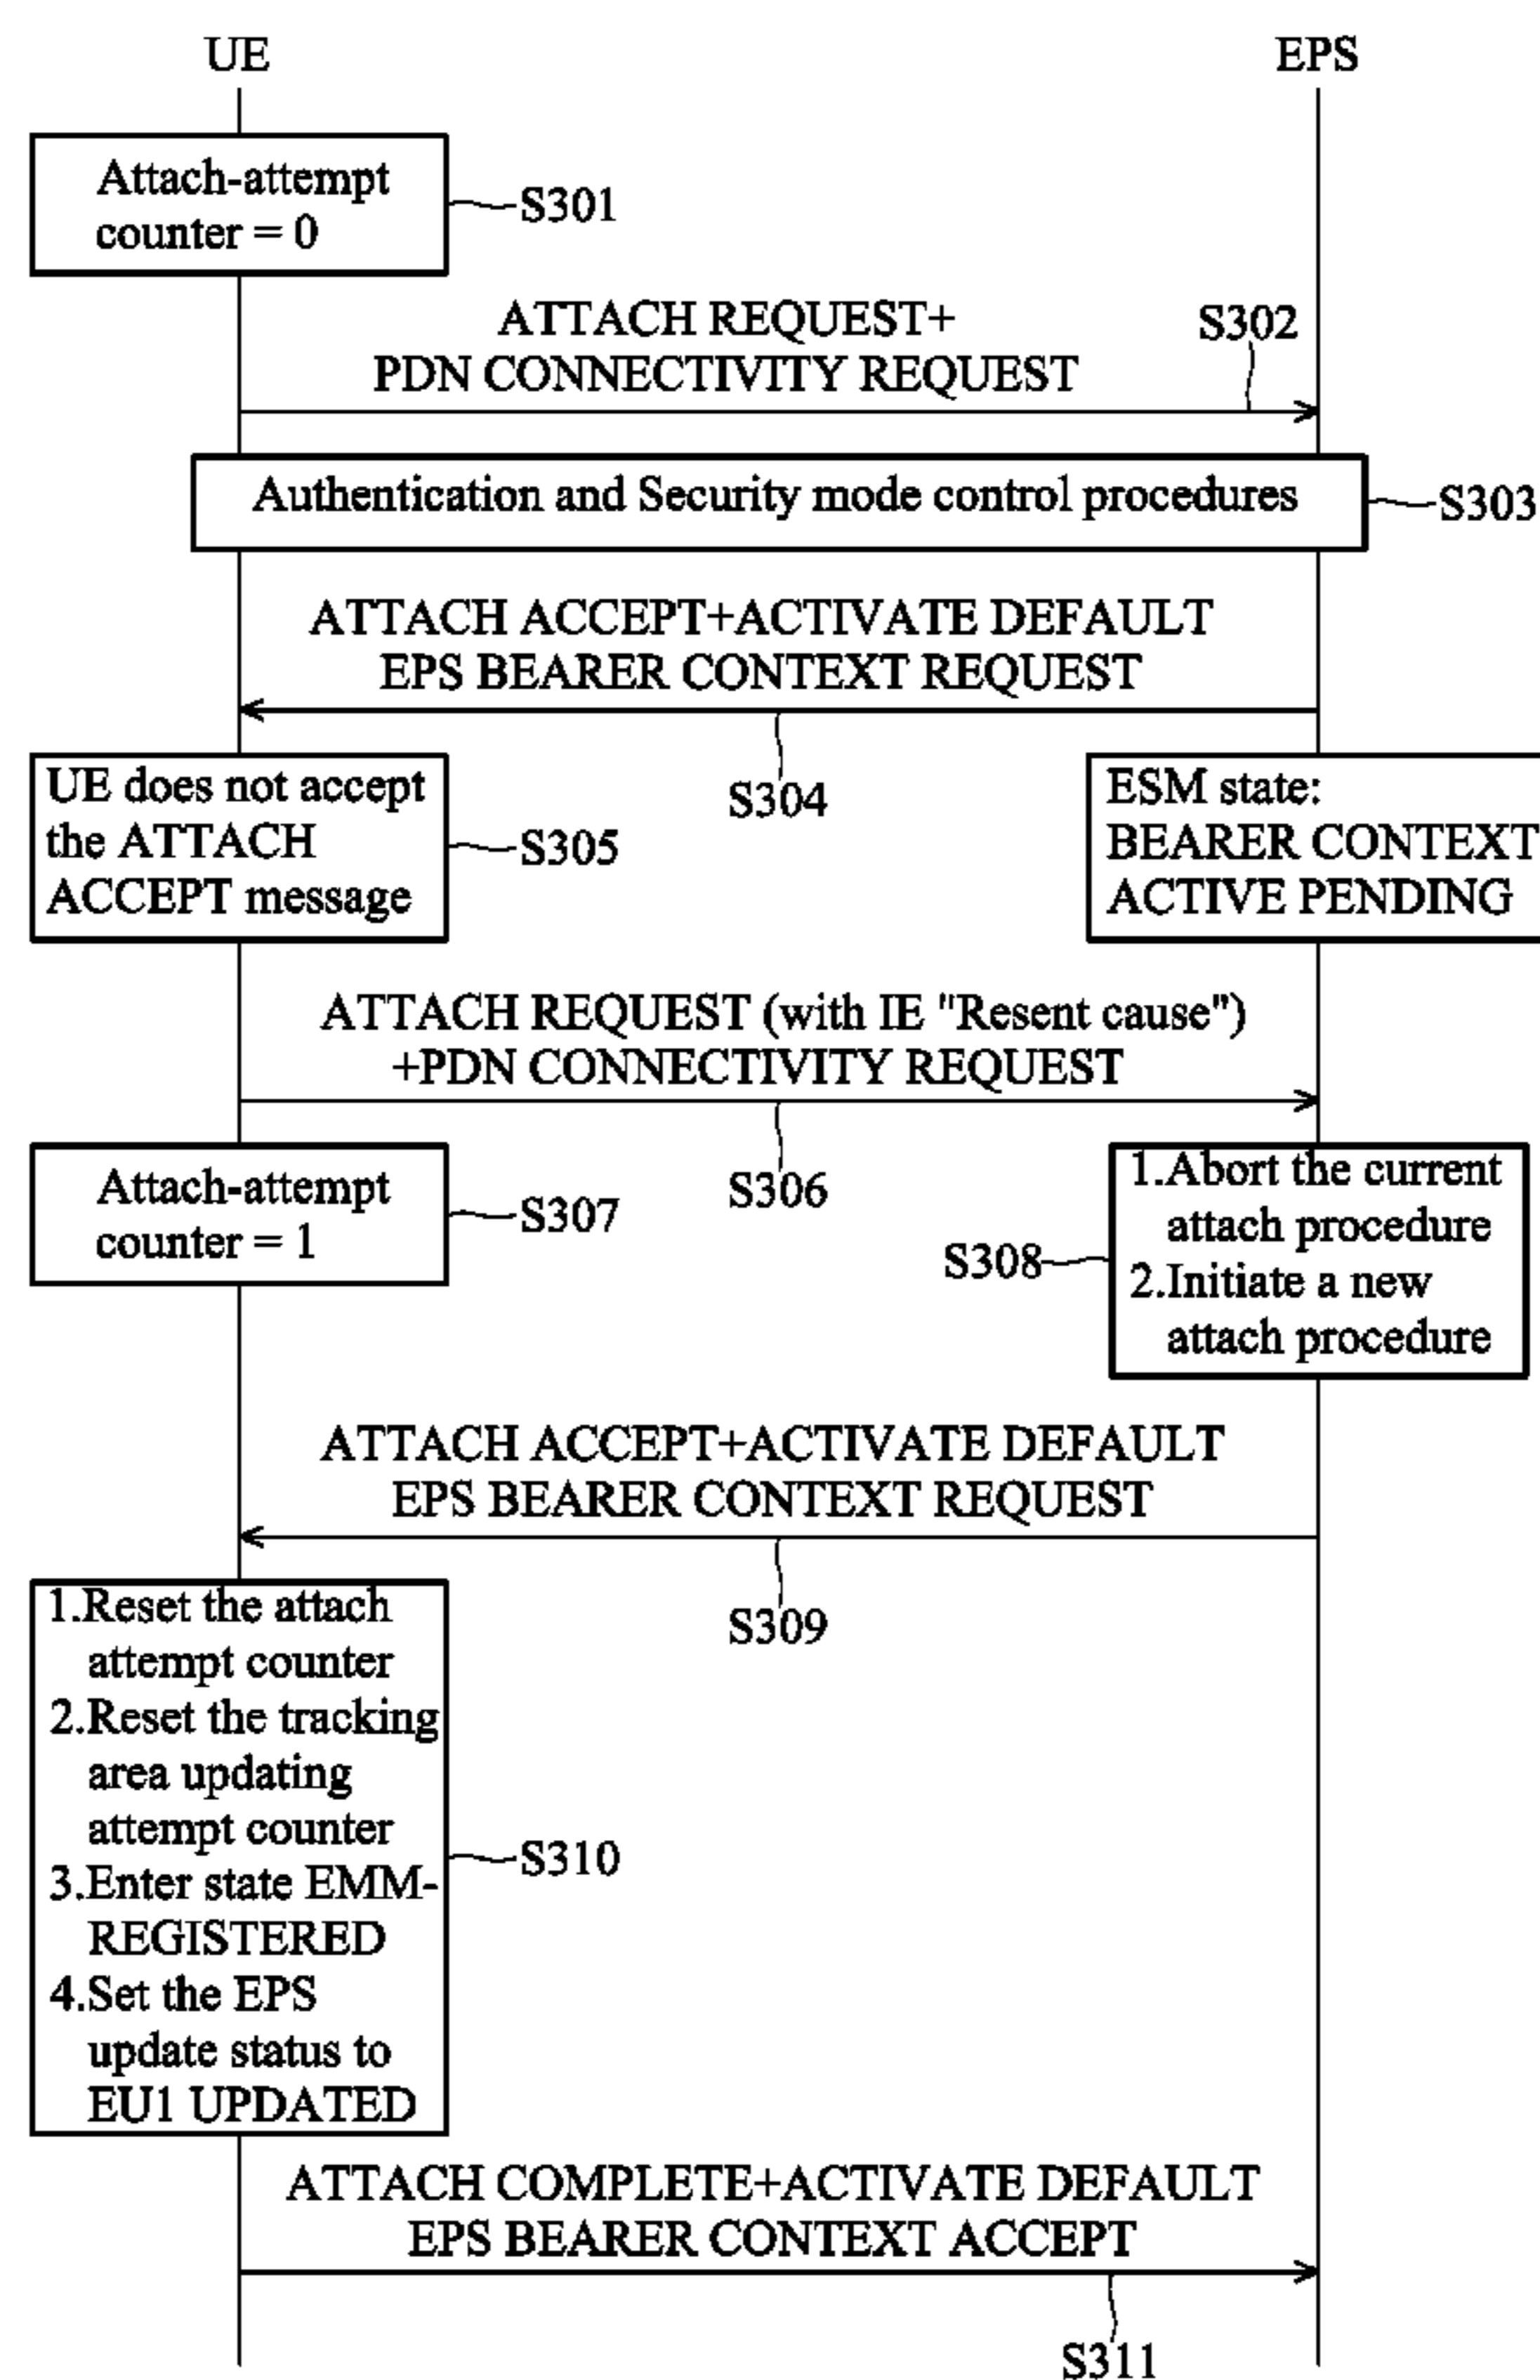 UE
EPS
Attach-attempt
counter = 0
S301
ATTACH REQUEST+
PDN CONNECTIVITY REQUEST
S302
Authentication and Security mode control procedures
S303
ATTACH ACCEPT+ACTIVATE DEFAULT
EPS BEARER CONTEXT REQUEST
S304
UE does not accept
the ATTACH
ACCEPT message
S305
ESM state:
BEARER CONTEXT
ACTIVE PENDING
ATTACH REQUEST (with IE "Resent cause")
+PDN CONNECTIVITY REQUEST
S306
Attach-attempt
counter = 1
S307
S308
1.Abort the current
attach procedure
2.Initiate a new
attach procedure
ATTACH ACCEPT+ACTIVATE DEFAULT
EPS BEARER CONTEXT REQUEST
S309
1.Reset the attach
attempt counter
2.Reset the tracking
area updating
attempt counter
3.Enter state EMM-
REGISTERED
4.Set the EPS
update status to
EU1 UPDATED
S310
ATTACH COMPLETE+ACTIVATE DEFAULT
EPS BEARER CONTEXT ACCEPT
S311